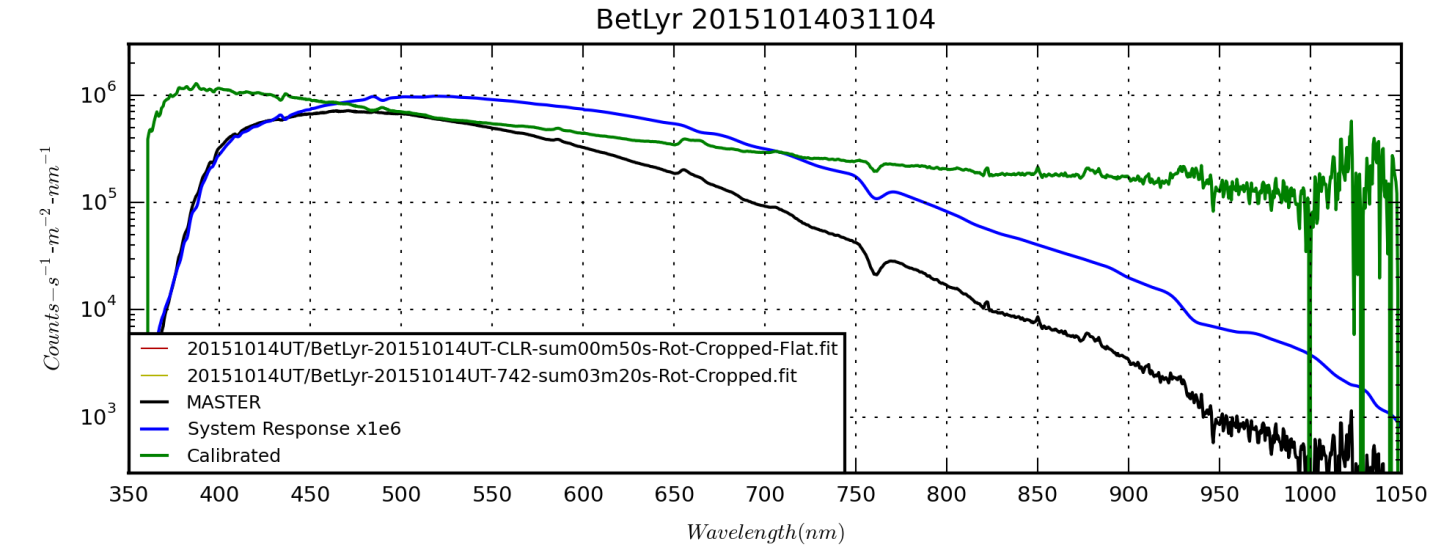 BetLyr 20151014031104
10^6
10^5
10^4
10^3
Counts−s^−1-m^−2-nm^−1
20151014UT/BetLyr-20151014UT-CLR-sum00m50s-Rot-Cropped-Flat.fit
20151014UT/BetLyr-20151014UT-742-sum03m20s-Rot-Cropped.fit
MASTER
System Response x1e6
Calibrated
350 400 450 500 550 600 650 700 750 800 850 900 950 1000 1050
Wavelength(nm)